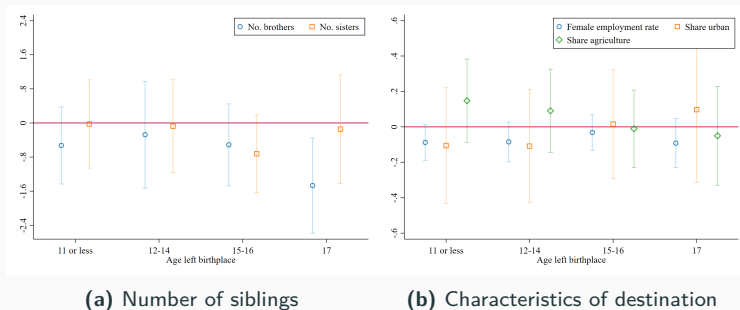 No. brothers No. sisters
2.4
1.6
.8
0
-.8
-1.6
-2.4
11 or less 12-14 15-16 17
Age left birthplace
(a) Number of siblings
Female employment rate Share urban
Share agriculture
.6
.4
.2
0
-.2
-.4
-.6
11 or less 12-14 15-16 17
Age left birthplace
(b) Characteristics of destination